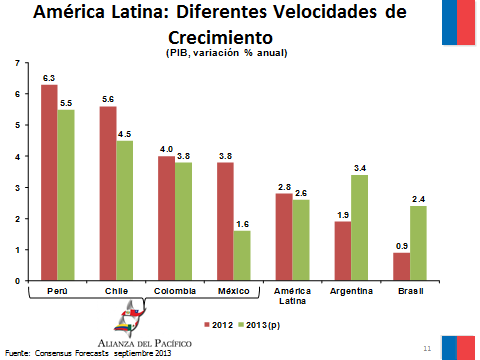 América Latina: Diferentes Velocidades de
Crecimiento
(PIB, variación % anual)
7
6
5
4
3
2
1
0
6.3
5.5
5.6
4.5
4.0
3.8
3.8
1.6
2.8
2.6
1.9
3.4
0.9
2.4
Perú
Chile
Colombia
México
América
Latina
Argentina
Brasil
ALIANZA DEL PACÍFICO
2012
2013(p)
11
Fuente: Consensus Forecasts septiembre 2013